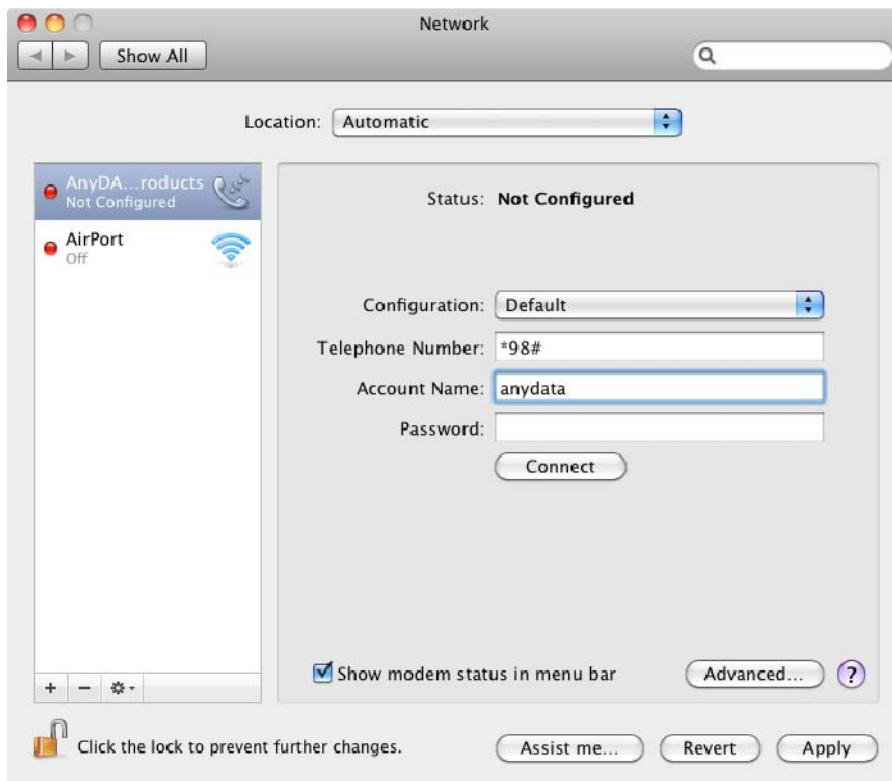 Network
Show All
Location: Automatic
AnyDA...roducts
Not Configured
AirPort
Off
Status: Not Configured
Configuration: Default
Telephone Number: *98#
Account Name: anydata
Password:
Connect
Show modem status in menu bar
Advanced... ?
+ −
Click the lock to prevent further changes.
Assist me... Revert Apply